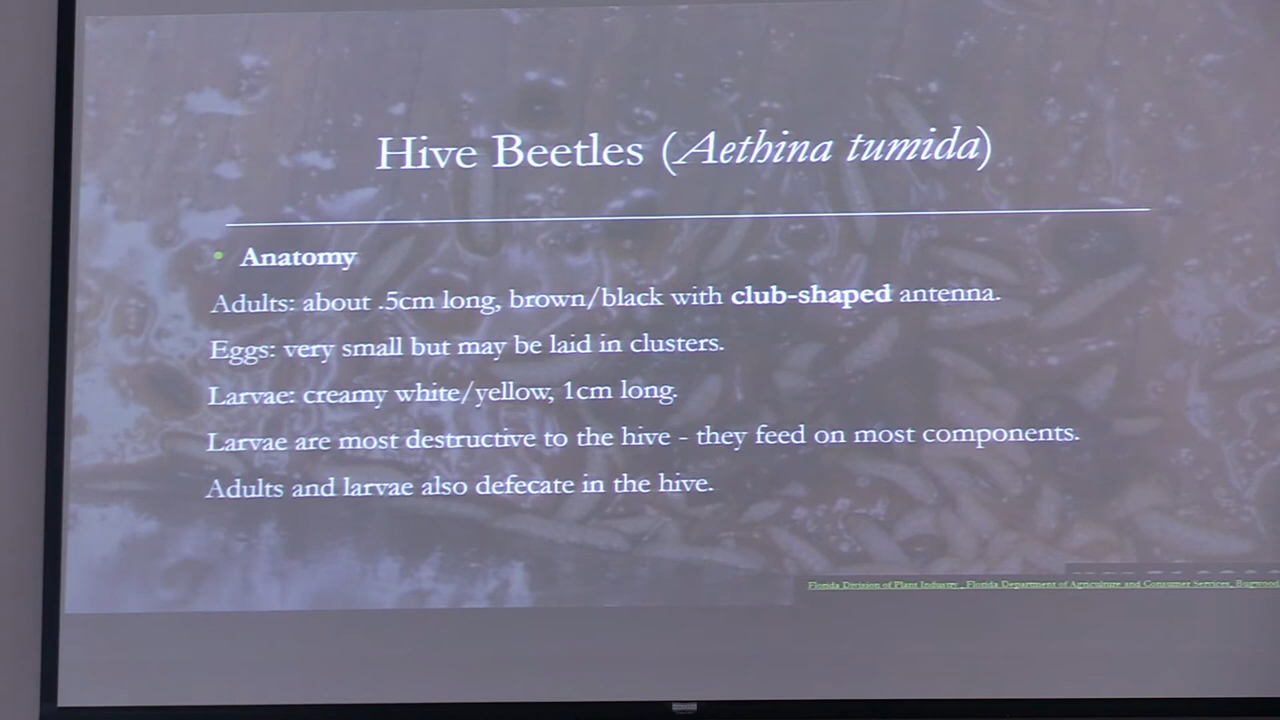 Hive Beetles (Aethina tumida)
• Anatomy
Adults: about .5cm long, brown/black with club-shaped antenna.
Eggs: very small but may be laid in clusters.
Larvae: creamy white/yellow, 1cm long.
Larvae are most destructive to the hive - they feed on most components.
Adults and larvae also defecate in the hive.
Florida Division of Plant Industry , Florida Department of Agriculture and Consumer Services, Bugwood